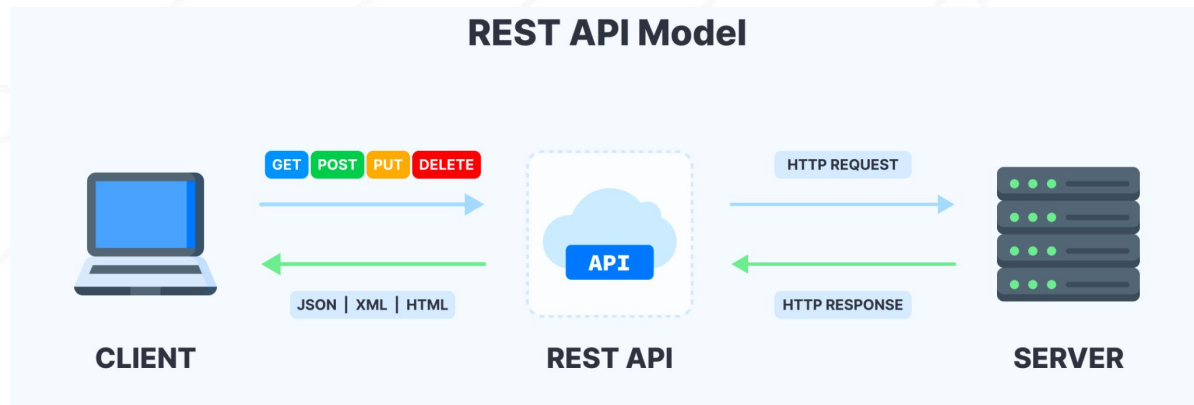 REST API Model
GET POST PUT DELETE
HTTP REQUEST
API
JSON | XML | HTML
HTTP RESPONSE
CLIENT
REST API
SERVER